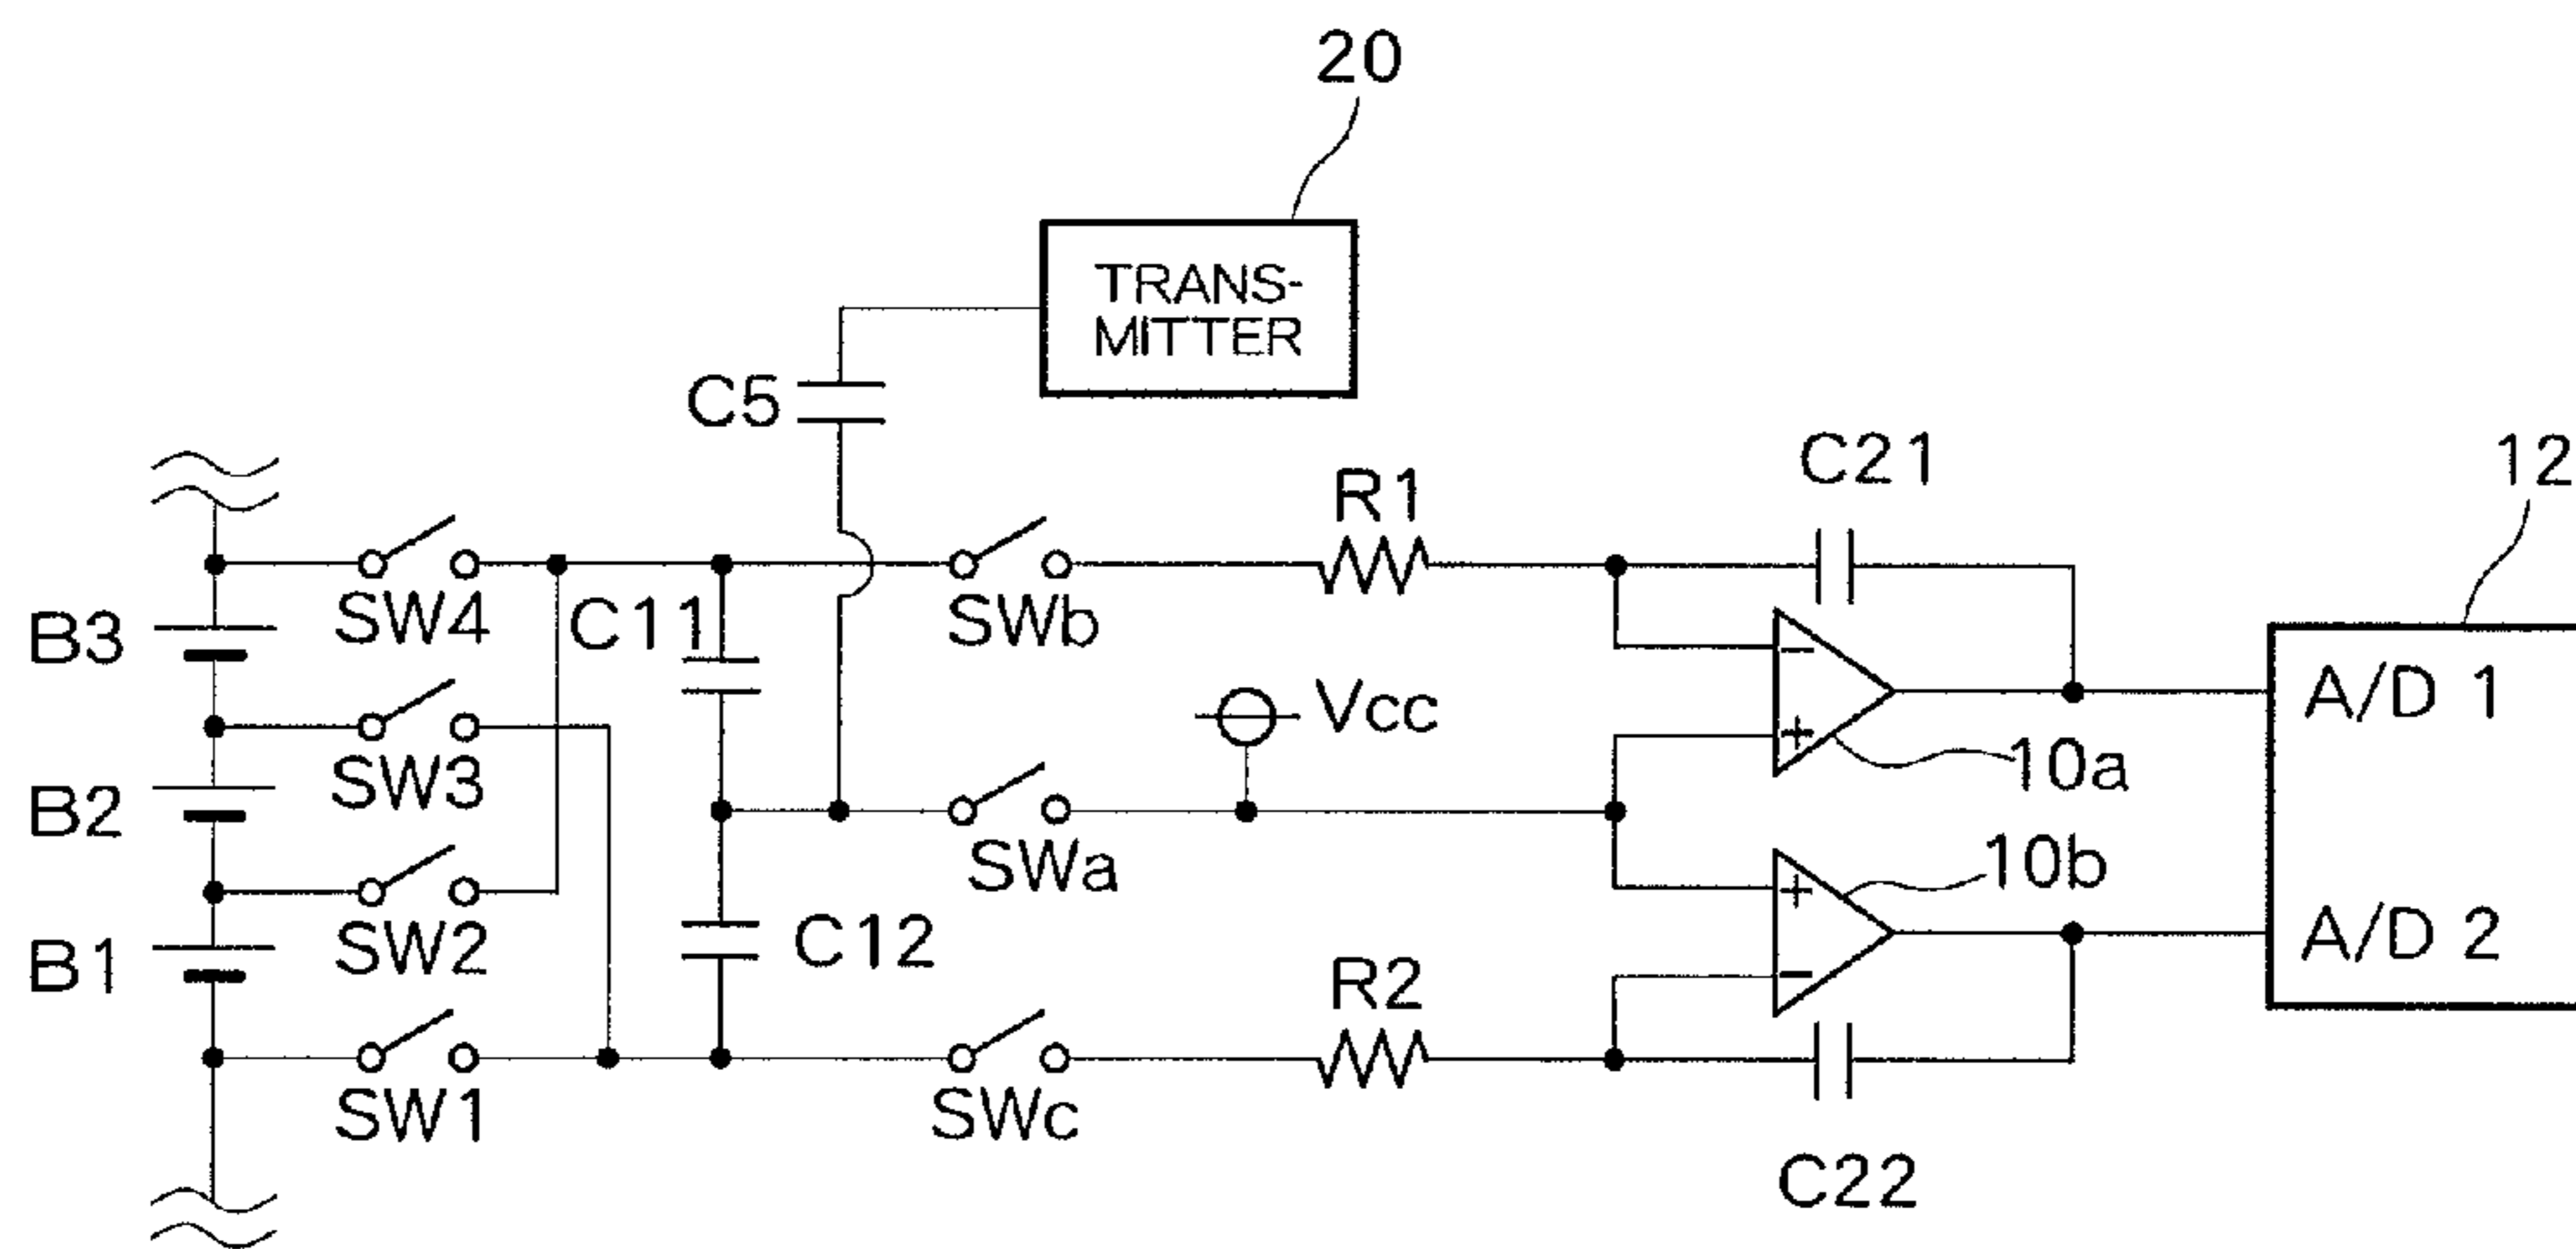 20
TRANS-
MITTER
C5
C21
12
R1
SW4
C11
SWb
B3
A/D 1
Vcc
SW3
10a
B2
SWa
10b
SW2
C12
A/D 2
B1
R2
SW1
SWc
C22